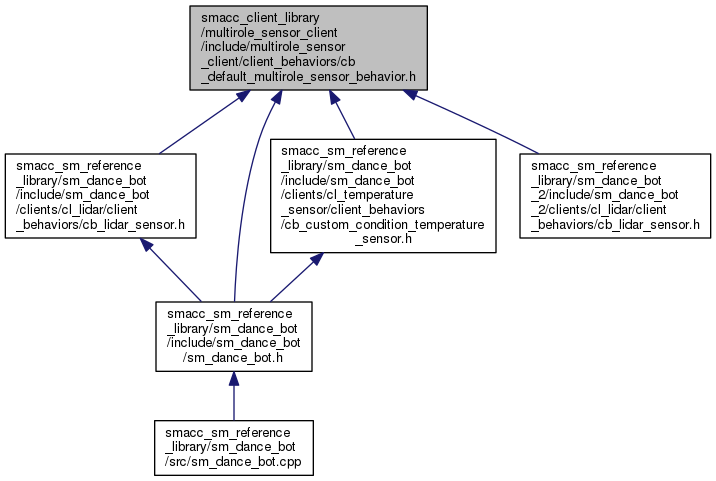 smacc_client_library
/multirole_sensor_client
/include/multirole_sensor
_client/client_behaviors/cb
_default_multirole_sensor_behavior.h
smacc_sm_reference
_library/sm_dance_bot
/include/sm_dance_bot
/clients/cl_lidar/client
_behaviors/cb_lidar_sensor.h
smacc_sm_reference
_library/sm_dance_bot
/include/sm_dance_bot
/clients/cl_temperature
_sensor/client_behaviors
/cb_custom_condition_temperature
_sensor.h
smacc_sm_reference
_library/sm_dance_bot
_2/include/sm_dance_bot
_2/clients/cl_lidar/client
_behaviors/cb_lidar_sensor.h
smacc_sm_reference
_library/sm_dance_bot
/include/sm_dance_bot
/sm_dance_bot.h
smacc_sm_reference
_library/sm_dance_bot
/src/sm_dance_bot.cpp